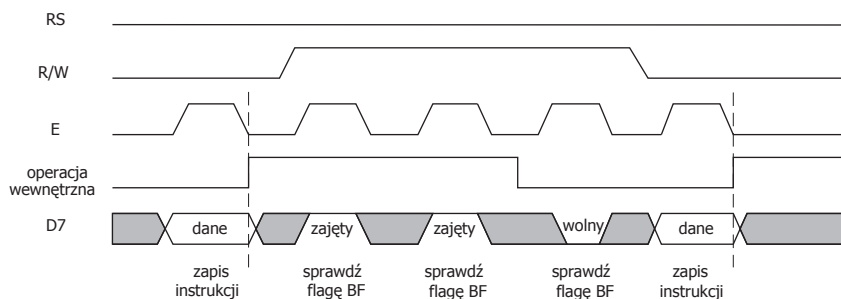 RS
R/W
E
operacja
wewnętrzna
D7
dane
zajęty
zajęty
wolny
dane
zapis
instrukcji
sprawdź
flagę BF
sprawdź
flagę BF
sprawdź
flagę BF
zapis
instrukcji